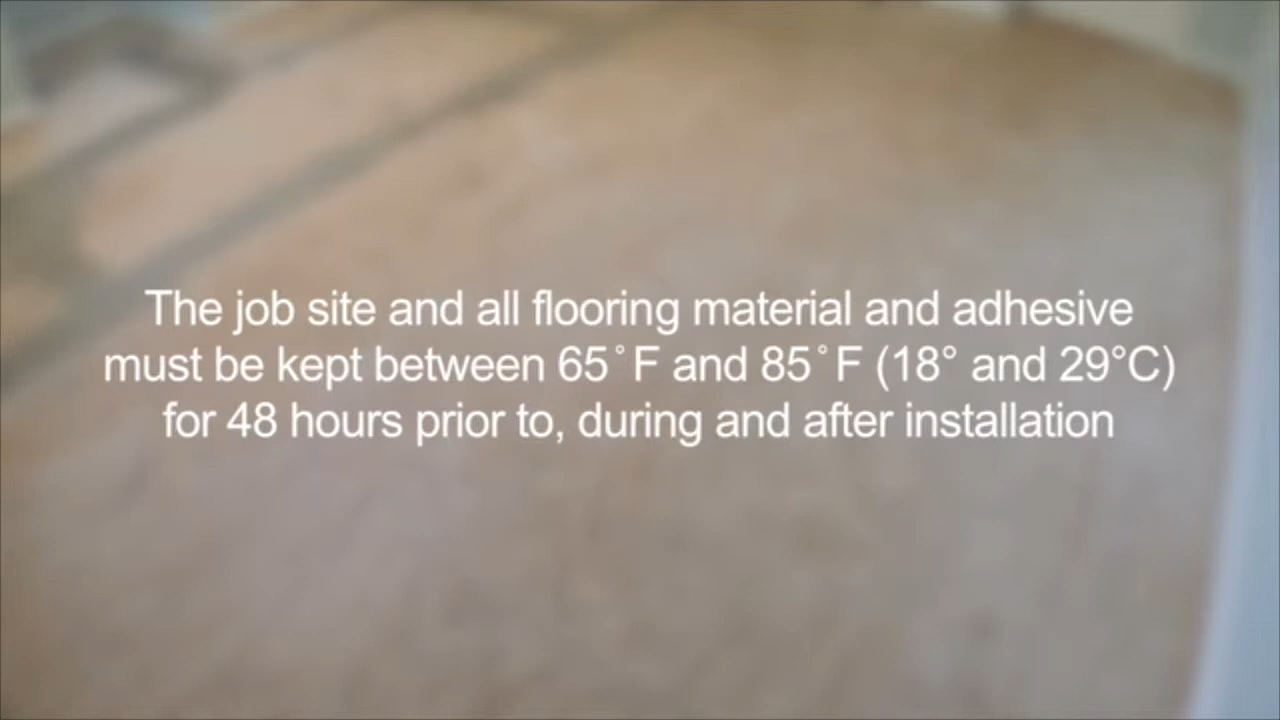 The job site and all flooring material and adhesive
must be kept between 65˚F and 85˚F (18° and 29°C)
for 48 hours prior to, during and after installation